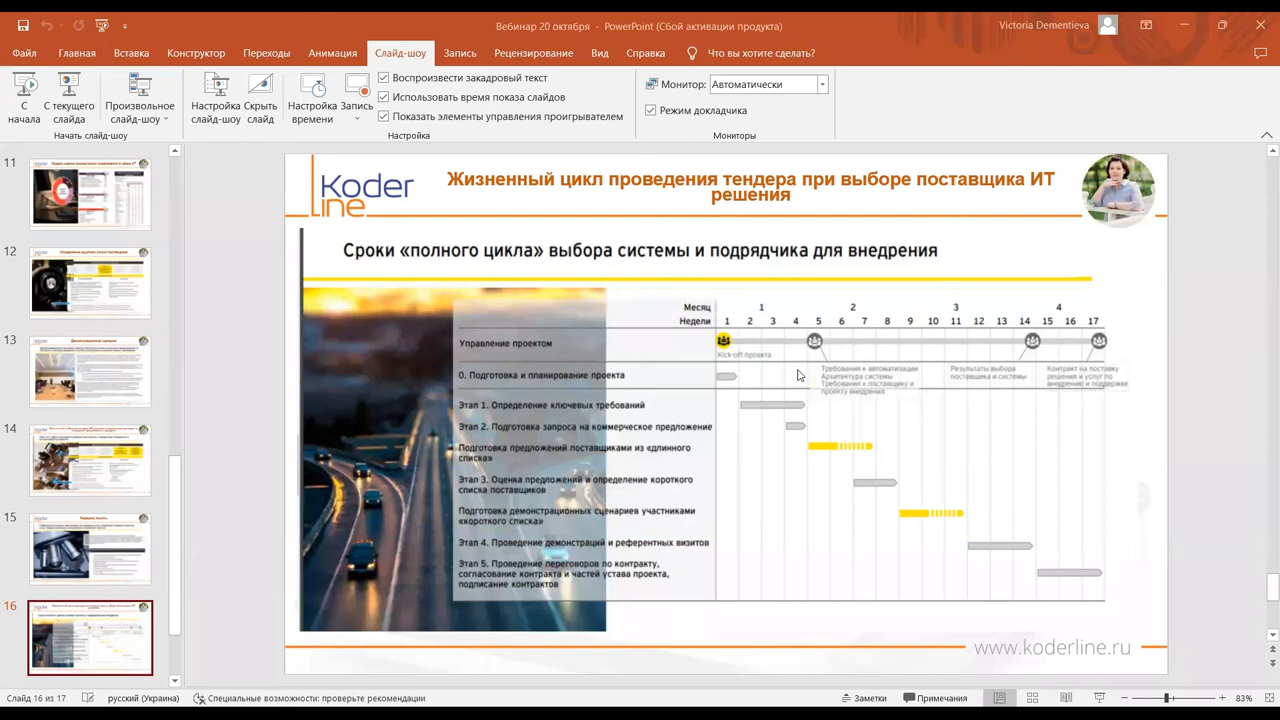 Вебинар 20 октября - PowerPoint (Сбой активации продукта)
Victoria Dementieva
Файл Главная Вставка Конструктор Переходы Анимация Слайд-шоу Запись Рецензирование Вид Справка Что вы хотите сделать?
С начала
С текущего слайда
Произвольное слайд-шоу
Настройка слайд-шоу
Скрыть слайд
Настройка времени
Запись
Воспроизвести закадровый текст
Использовать время показа слайдов
Показать элементы управления проигрывателем
Монитор: Автоматически
Режим докладчика
Начать слайд-шоу
Настройка
Мониторы
11
12
13
14
15
16
Koder
line
Жизненный цикл проведения тендера при выборе поставщика ИТ
решения
Сроки «полного цикла» выбора системы и подрядчика для внедрения
Месяц 1 2 3 4
Недели 1 2 3 4 5 6 7 8 9 10 11 12 13 14 15 16 17
Управление проектом
Kick-off проекта
0. Подготовка и планирование проекта
Требования к автоматизации
Архитектура системы
Требования к поставщику и
проекту внедрения
Результаты выбора
поставщика и системы
Контракт на поставку
решения и услуг по
внедрению и поддержке
Этап 1. Определение ключевых требований
Этап 2. Подготовка запроса на коммерческое предложение
Подготовка предложений поставщиками из «длинного
списка»
Этап 3. Оценка предложений и определение короткого
списка поставщиков
Подготовка демонстрационных сценариев участниками
«короткого списка»
Этап 4. Проведение демонстраций и референтных визитов
Этап 5. Проведение переговоров по контракту,
согласование контракта и частей устава проекта,
подписание контрактов
www.koderline.ru
Слайд 16 из 17 русский (Украина) Специальные возможности: проверьте рекомендации Заметки Примечания 83%